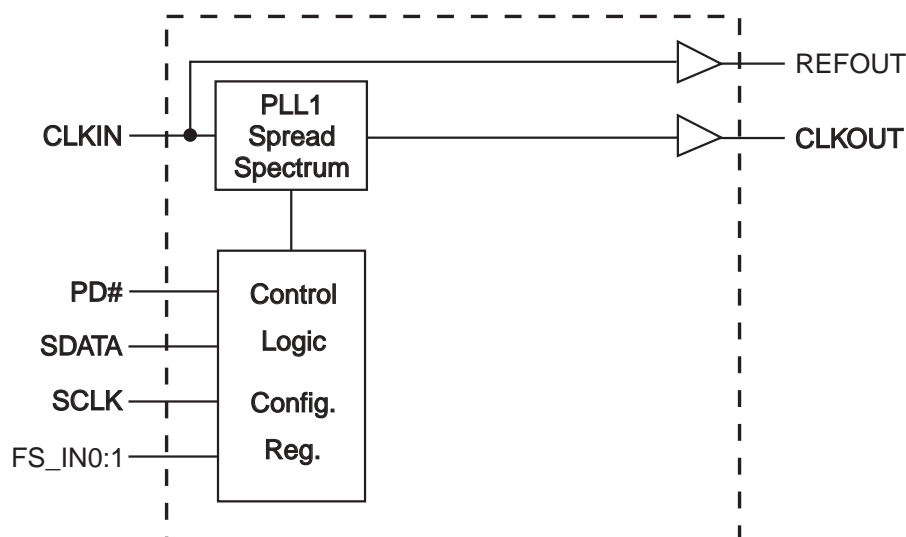 REFOUT
PLL1
Spread
Spectrum
CLKIN
CLKOUT
PD#
SDATA
SCLK
FS_IN0:1
Control
Logic
Config.
Reg.